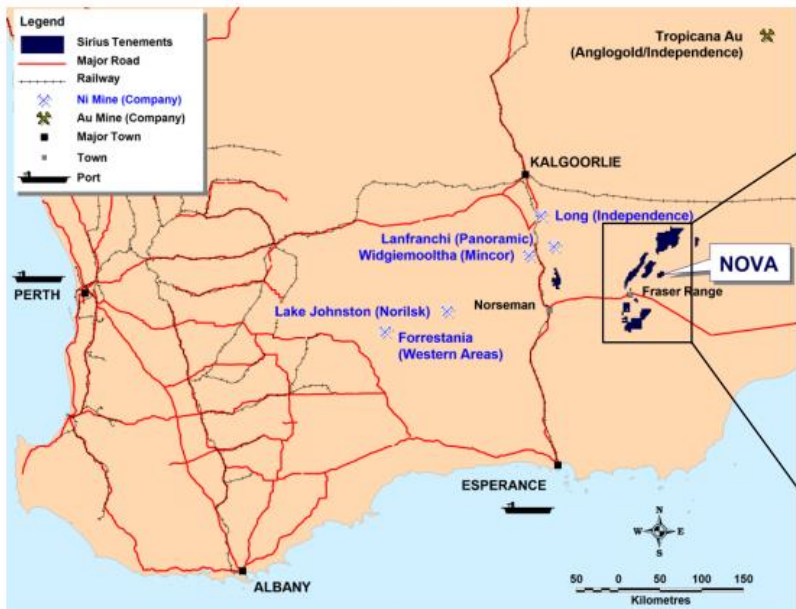 Legend
Sirius Tenements
Major Road
Railway
Ni Mine (Company)
Au Mine (Company)
Major Town
Town
Port
Tropicana Au
(Anglogold/Independence)
KALGOORLIE
Long (Independence)
Lanfranchi (Panoramic)
Widgiemooltha (Mincor)
NOVA
Fraser Range
PERTH
Norseman
Lake Johnston (Norilsk)
Forrestania
(Western Areas)
ESPERANCE
ALBANY
N
W E
S
50 0 50 100 150
Kilometres